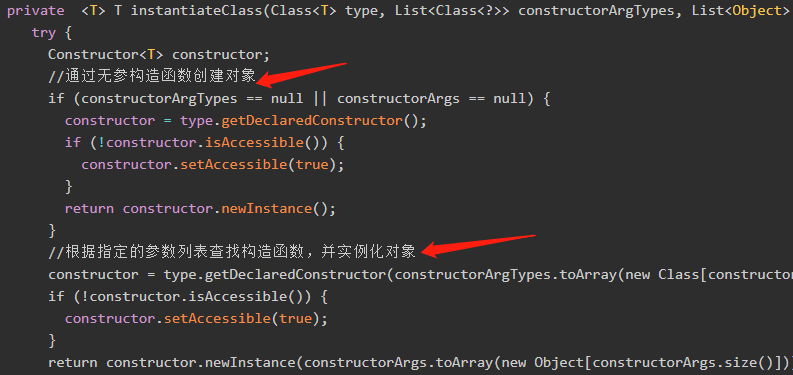 private  <T> T instantiateClass(Class<T> type, List<Class<?>> constructorArgTypes, List<Object>
try {
Constructor<T> constructor;
//通过无参构造函数创建对象
if (constructorArgTypes == null || constructorArgs == null) {
constructor = type.getDeclaredConstructor();
if (!constructor.isAccessible()) {
constructor.setAccessible(true);
}
return constructor.newInstance();
}
//根据指定的参数列表查找构造函数，并实例化对象
constructor = type.getDeclaredConstructor(constructorArgTypes.toArray(new Class[constructor
if (!constructor.isAccessible()) {
constructor.setAccessible(true);
}
return constructor.newInstance(constructorArgs.toArray(new Object[constructorArgs.size()])